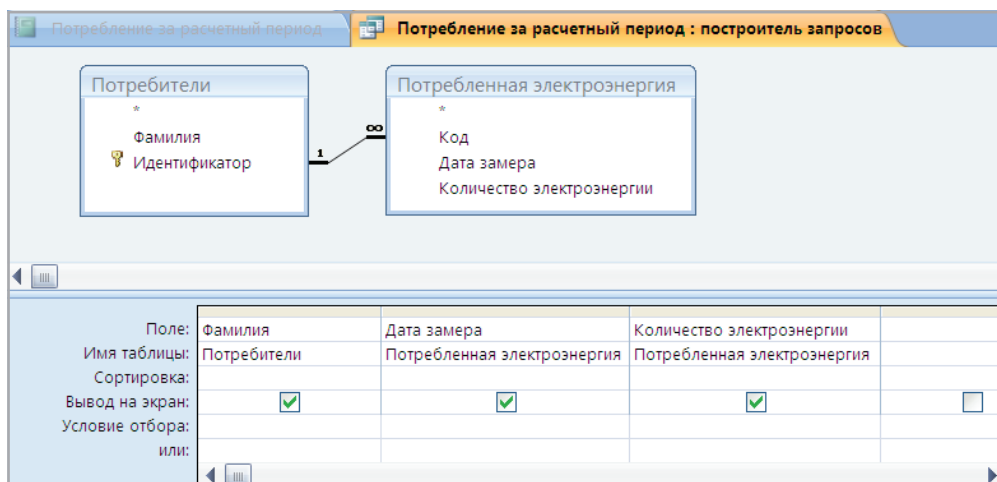 Потребление за расчетный период
Потребление за расчетный период : построитель запросов
Потребители
*
Фамилия
Идентификатор
1
∞
Потребленная электроэнергия
*
Код
Дата замера
Количество электроэнергии
Поле: Фамилия Дата замера Количество электроэнергии
Имя таблицы: Потребители Потребленная электроэнергия Потребленная электроэнергия
Сортировка:
Вывод на экран:
Условие отбора:
или: